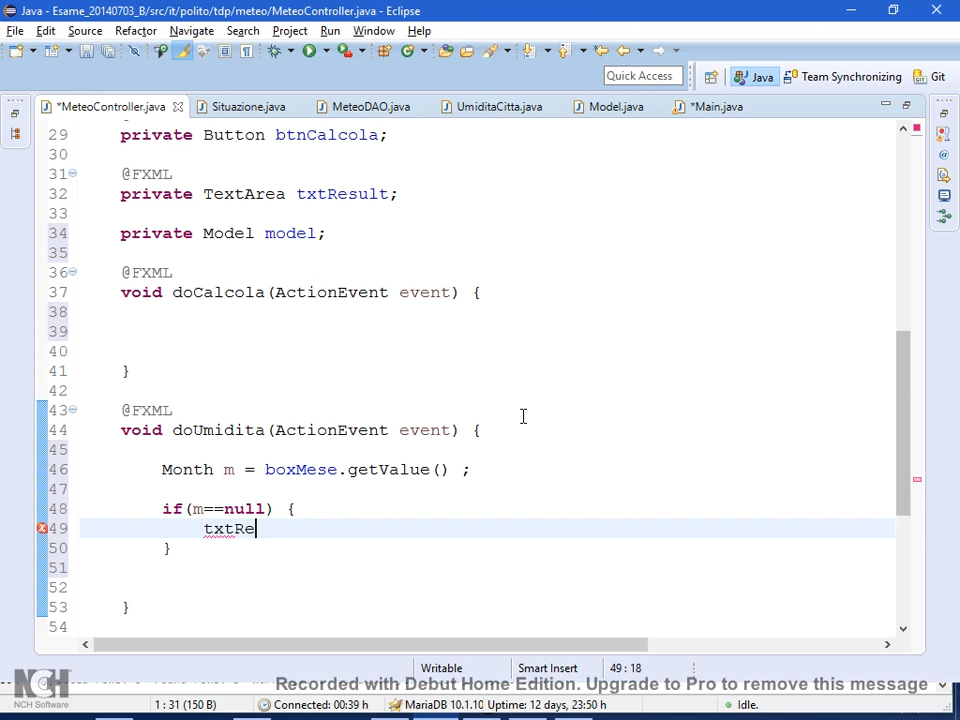 Java - Esame_20140703_B/src/it/polito/tdp/meteo/MeteoController.java - Eclipse
File Edit Source Refactor Navigate Search Project Run Window Help
Quick Access Java Team Synchronizing Git
*MeteoController.java Situazione.java MeteoDAO.java UmiditaCitta.java Model.java *Main.java
29 private Button btnCalcola;
30
31 @FXML
32 private TextArea txtResult;
33
34 private Model model;
35
36 @FXML
37 void doCalcola(ActionEvent event) {
38
39
40
41 }
42
43 @FXML
44 void doUmidita(ActionEvent event) {
45
46 Month m = boxMese.getValue() ;
47
48 if(m==null) {
49 txtRe
50 }
51
52
53 }
54
Writable Smart Insert 49 : 18
NCH Recorded with Debut Home Edition. Upgrade to Pro to remove this message
NCH Software 1 : 31 (150 B) Connected: 00:39 h MariaDB 10.1.10 Uptime: 12 days, 23:50 h Idle.